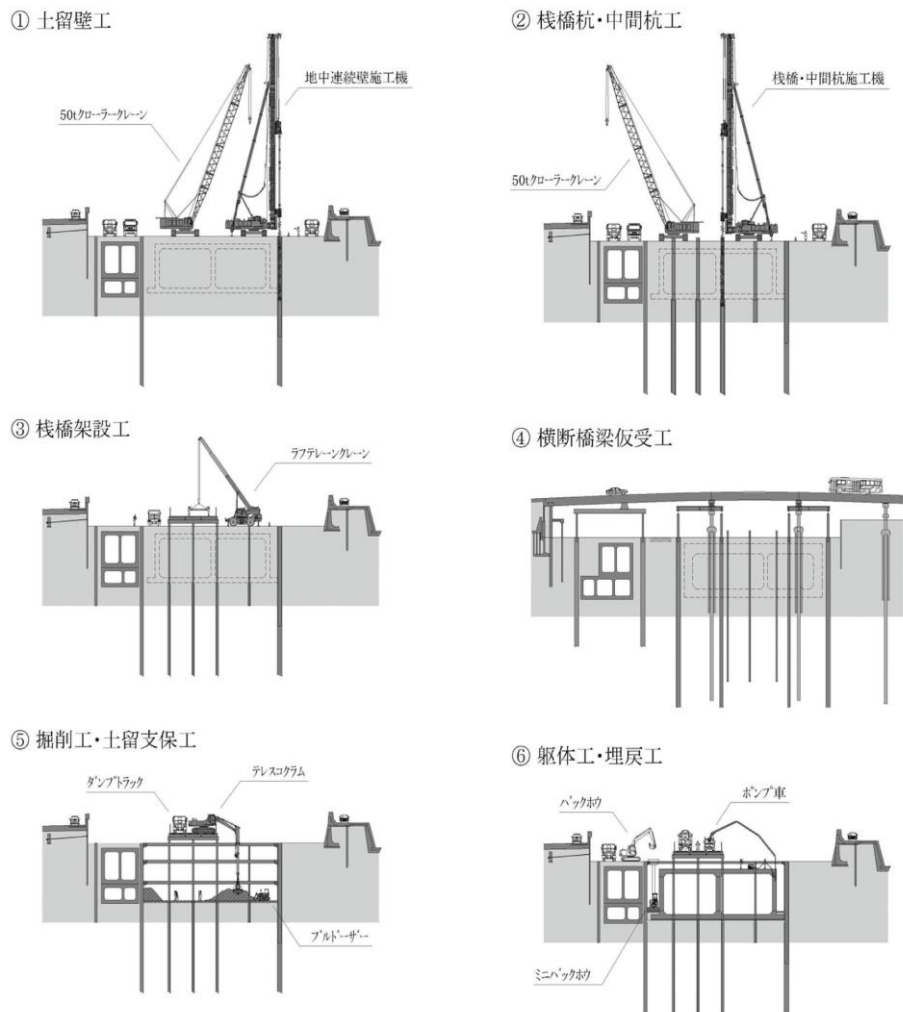 ① 土留壁工
地中連続壁施工機
50tクローラークレーン
② 桟橋杭・中間杭工
桟橋・中間杭施工機
50tクローラークレーン
③ 桟橋架設工
ラフテレーンクレーン
④ 横断橋梁仮受工
⑤ 掘削工・土留支保工
ダンプトラック
テレスコクラム
ブルドーザー
⑥ 躯体工・埋戻工
バックホウ
ポンプ車
ミニバックホウ